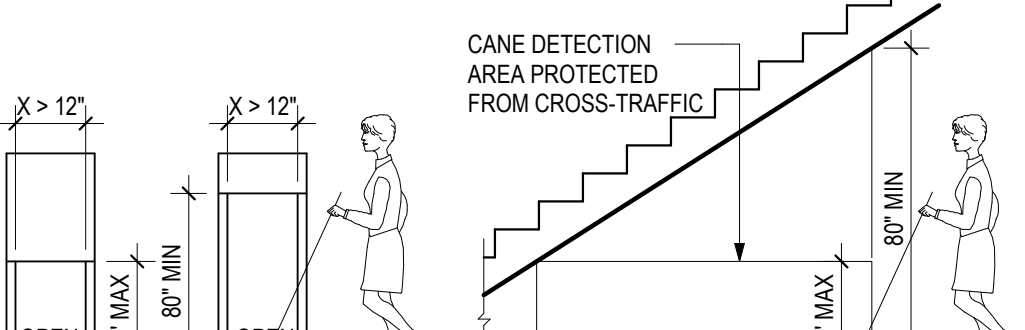 CANE DETECTION
AREA PROTECTED
FROM CROSS-TRAFFIC
X > 12"
X > 12"
80" MIN
80" MIN
" MAX
" MAX